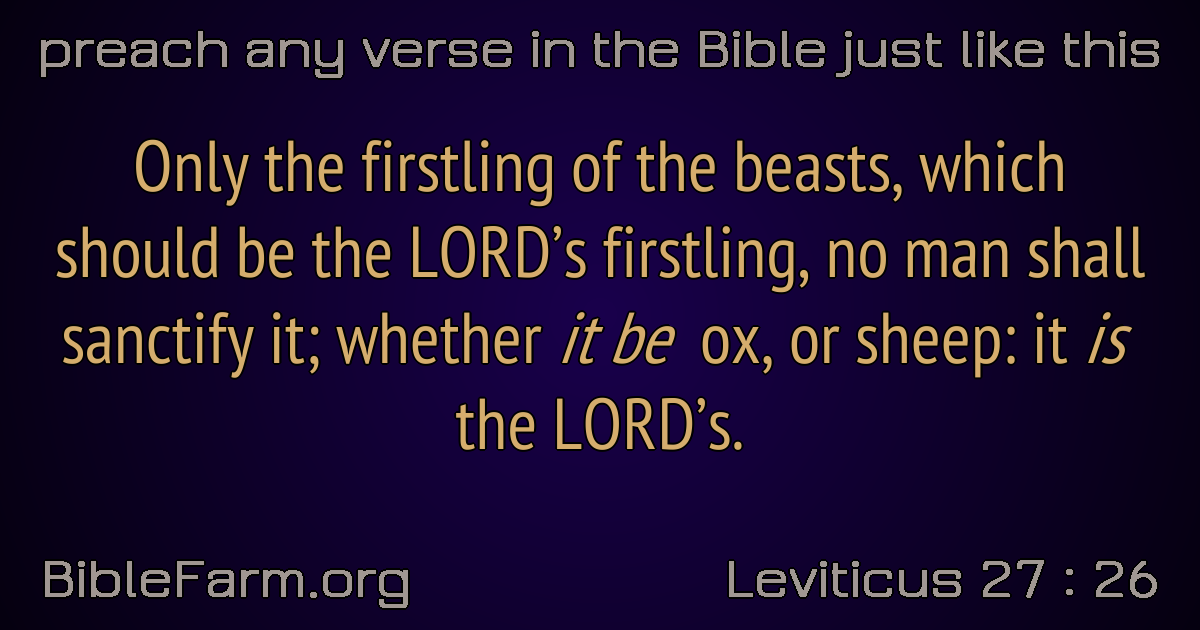 preach any verse in the Bible just like this
Only the firstling of the beasts, which
should be the LORD’s firstling, no man shall
sanctify it; whether it be ox, or sheep: it is
the LORD’s.
BibleFarm.org
Leviticus 27 : 26